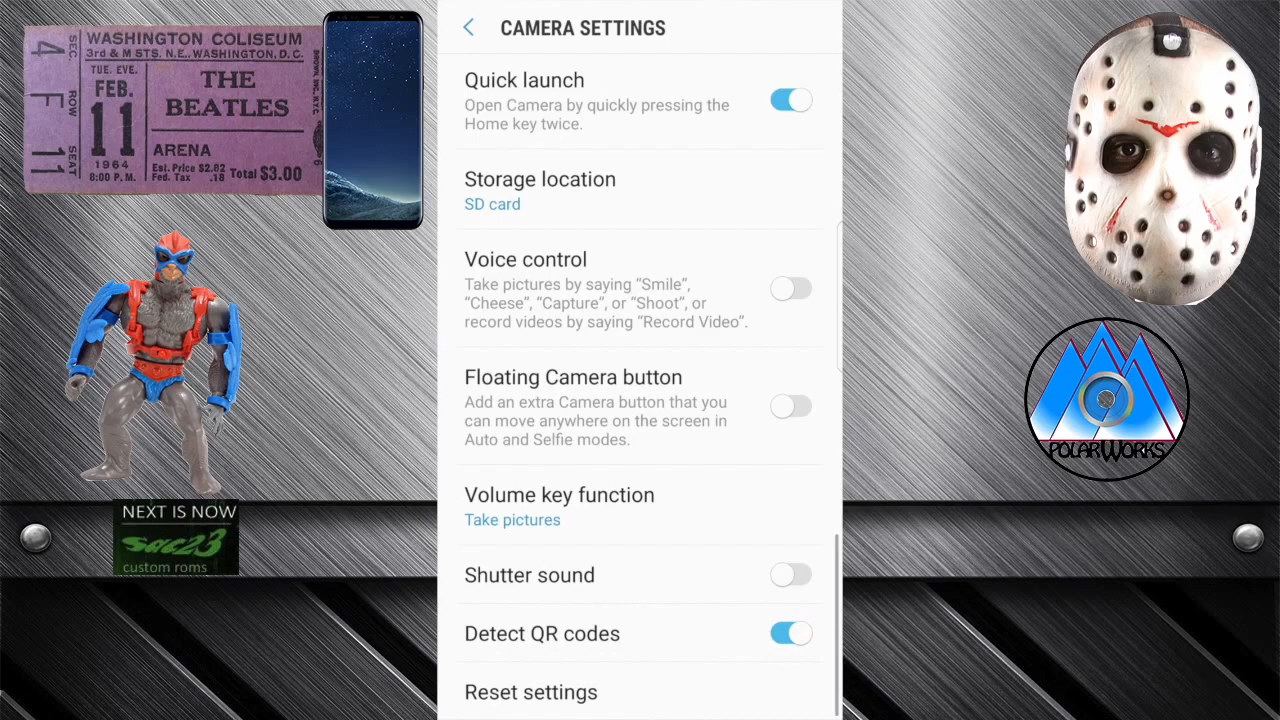 SEC. 4
ROW F
SEAT 11
WASHINGTON COLISEUM
3rd & M STS. N.E., WASHINGTON, D.C.
TUE. EVE.
FEB.
11
1964
8:00 P.M.
THE
BEATLES
ARENA
Est. Price $2.82
Fed. Tax .18
Total $3.00
CAMERA SETTINGS
Quick launch
Open Camera by quickly pressing the
Home key twice.
Storage location
SD card
Voice control
Take pictures by saying “Smile”,
“Cheese”, “Capture”, or “Shoot”, or
record videos by saying “Record Video”.
Floating Camera button
Add an extra Camera button that you
can move anywhere on the screen in
Auto and Selfie modes.
Volume key function
Take pictures
Shutter sound
Detect QR codes
Reset settings
POLARWORKS
NEXT IS NOW
sac23
custom roms